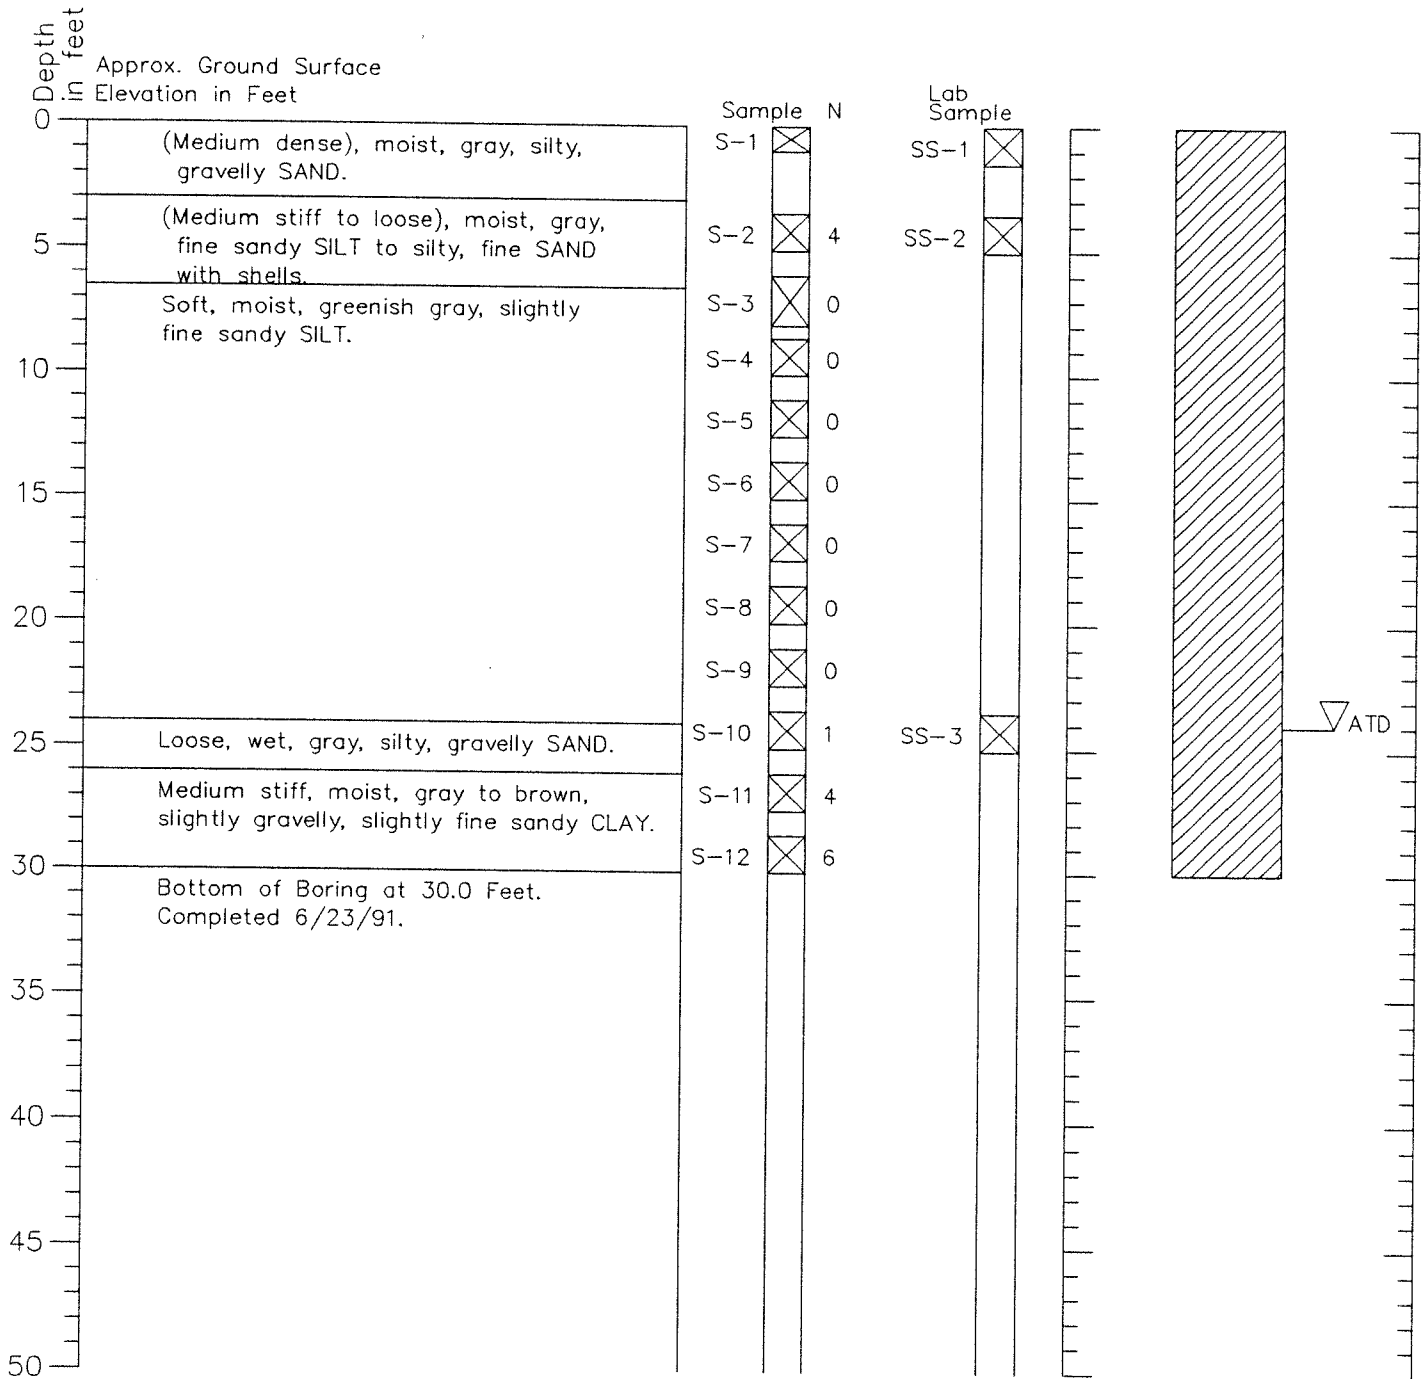 Depth
in feet
Approx. Ground Surface
Elevation in Feet
Sample N
Lab
Sample
0
(Medium dense), moist, gray, silty,
gravelly SAND.
S-1
SS-1
(Medium stiff to loose), moist, gray,
fine sandy SILT to silty, fine SAND
with shells.
5
S-2 4
SS-2
Soft, moist, greenish gray, slightly
fine sandy SILT.
S-3 0
10
S-4 0
S-5 0
15
S-6 0
S-7 0
20
S-8 0
S-9 0
25
Loose, wet, gray, silty, gravelly SAND.
S-10 1
SS-3
ATD
Medium stiff, moist, gray to brown,
slightly gravelly, slightly fine sandy CLAY.
S-11 4
30
S-12 6
Bottom of Boring at 30.0 Feet.
Completed 6/23/91.
35
40
45
50